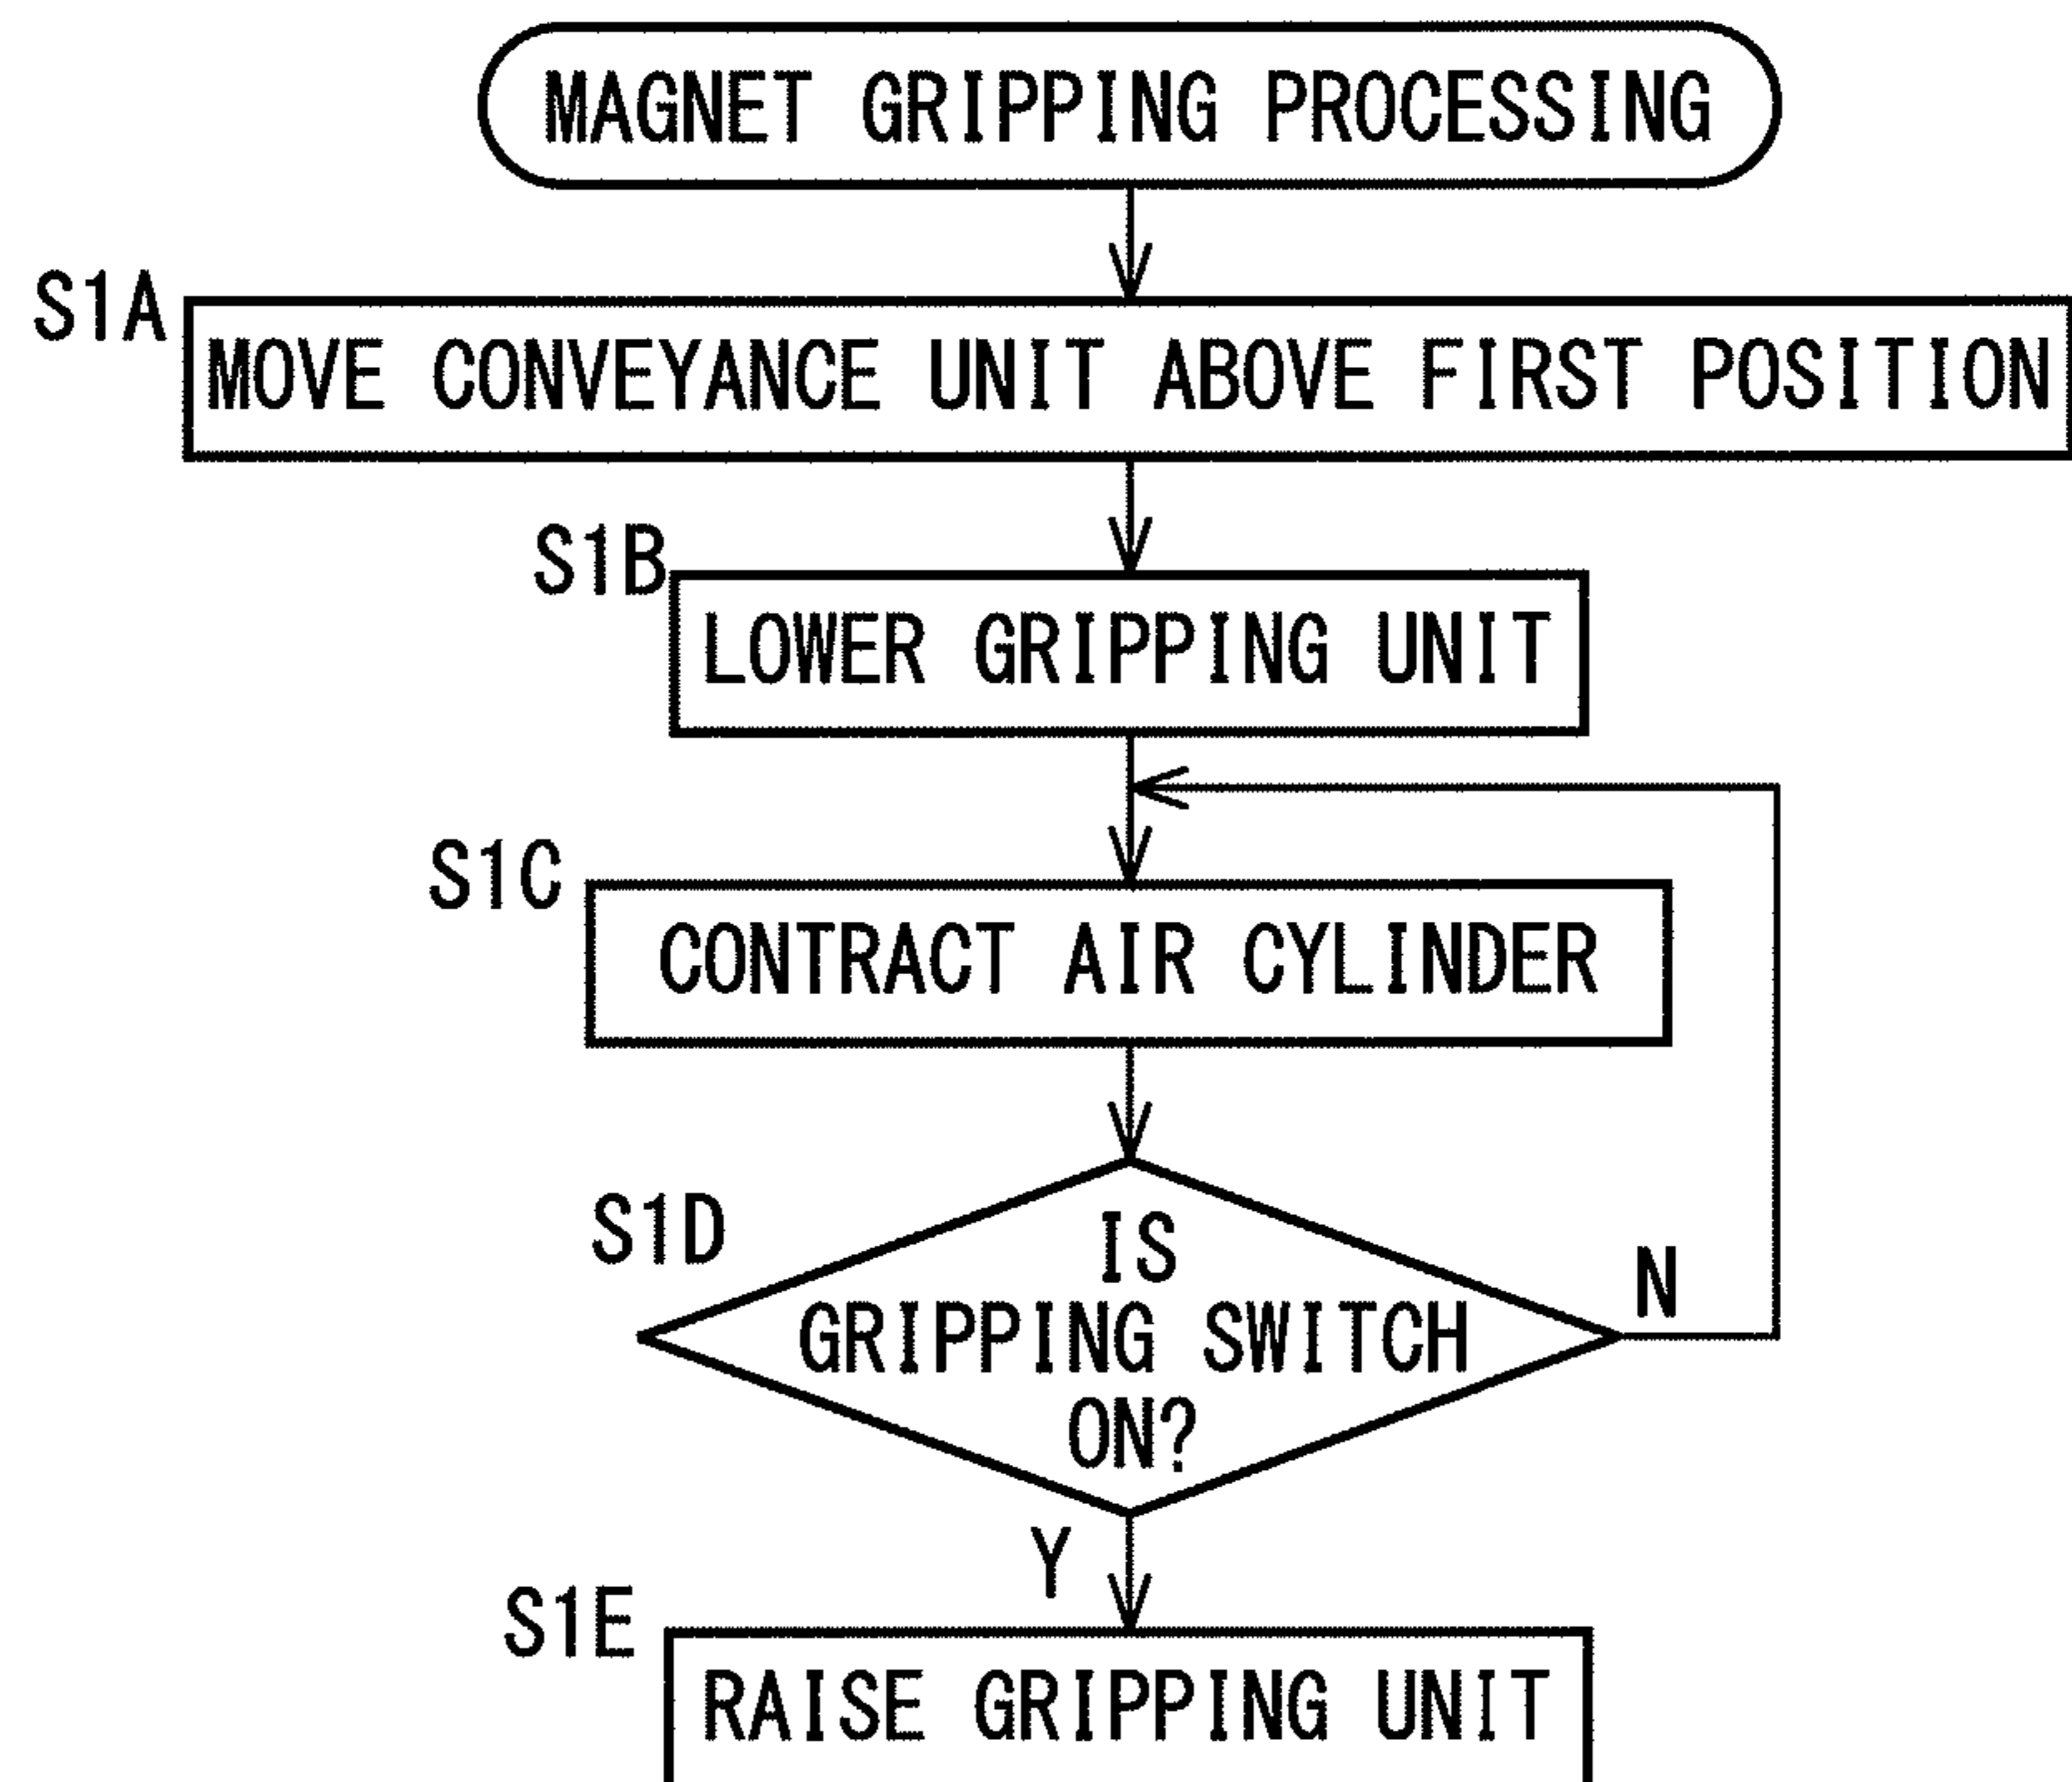 MAGNET GRIPPING PROCESSING
S1A
MOVE CONVEYANCE UNIT ABOVE FIRST POSITION
S1B
LOWER GRIPPING UNIT
S1C
CONTRACT AIR CYLINDER
S1D
IS
GRIPPING SWITCH
ON?
N
Y
S1E
RAISE GRIPPING UNIT